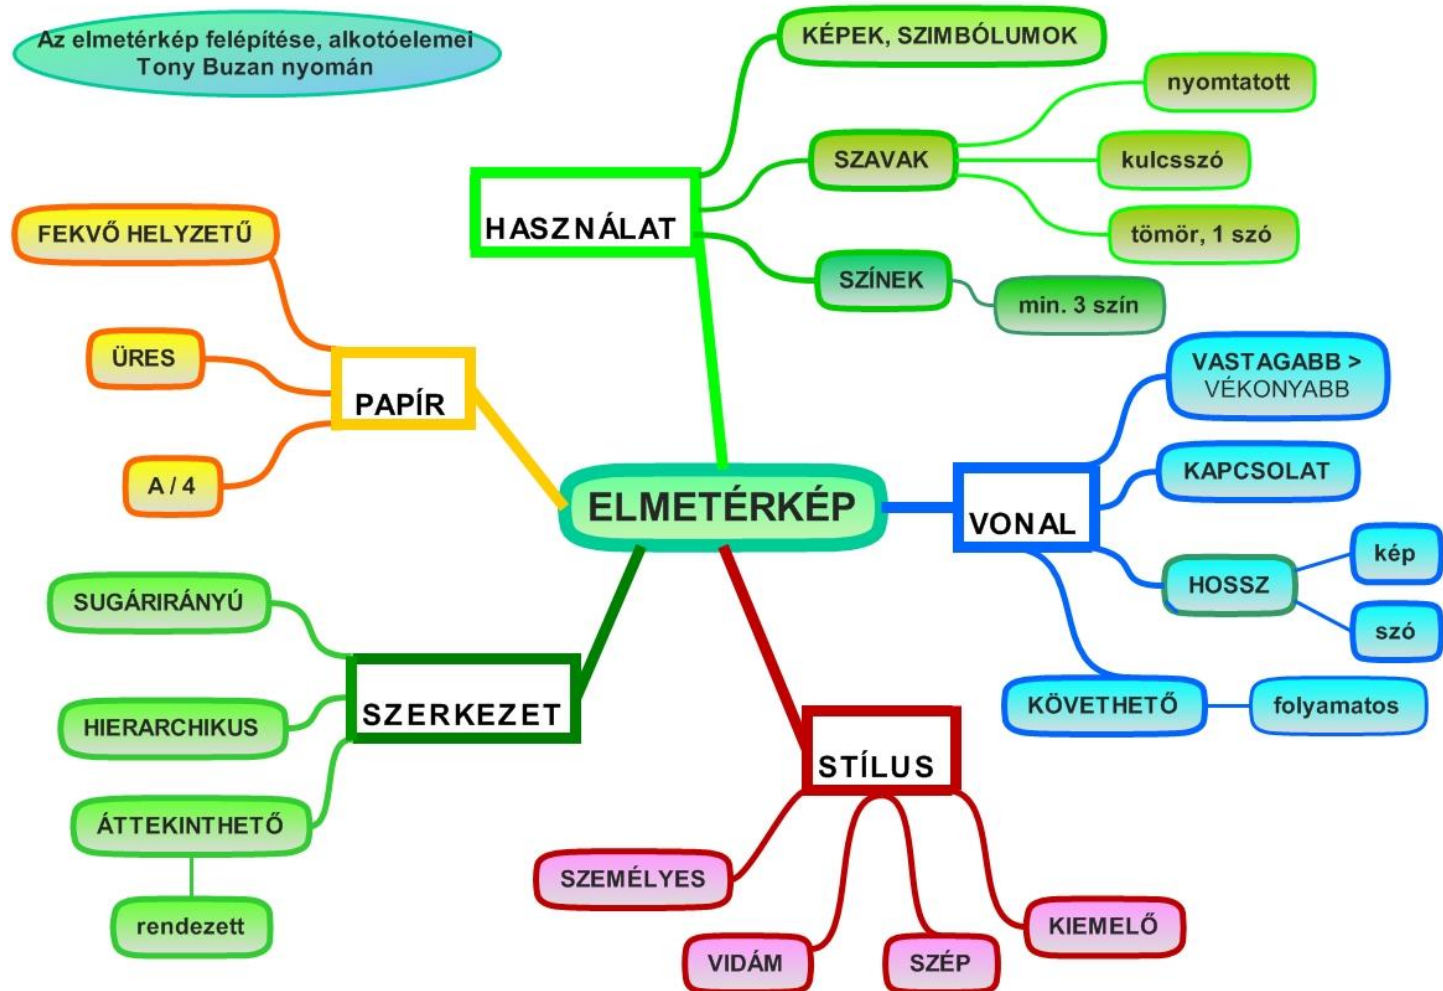 Az elmetérkép felépítése, alkotóelemei
Tony Buzan nyomán
KÉPEK, SZIMBÓLUMOK
nyomtatott
SZAVAK
kulcsszó
tömör, 1 szó
HASZNÁLAT
SZÍNEK
min. 3 szín
FEKVŐ HELYZETŰ
ÜRES
PAPÍR
A / 4
ELMETÉRKÉP
VASTAGABB >
VÉKONYABB
KAPCSOLAT
VONAL
HOSSZ
kép
szó
KÖVETHETŐ
folyamatos
SUGÁRIRÁNYÚ
SZERKEZET
HIERARCHIKUS
ÁTTEKINTHETŐ
rendezett
STÍLUS
SZEMÉLYES
VIDÁM
SZÉP
KIEMELŐ